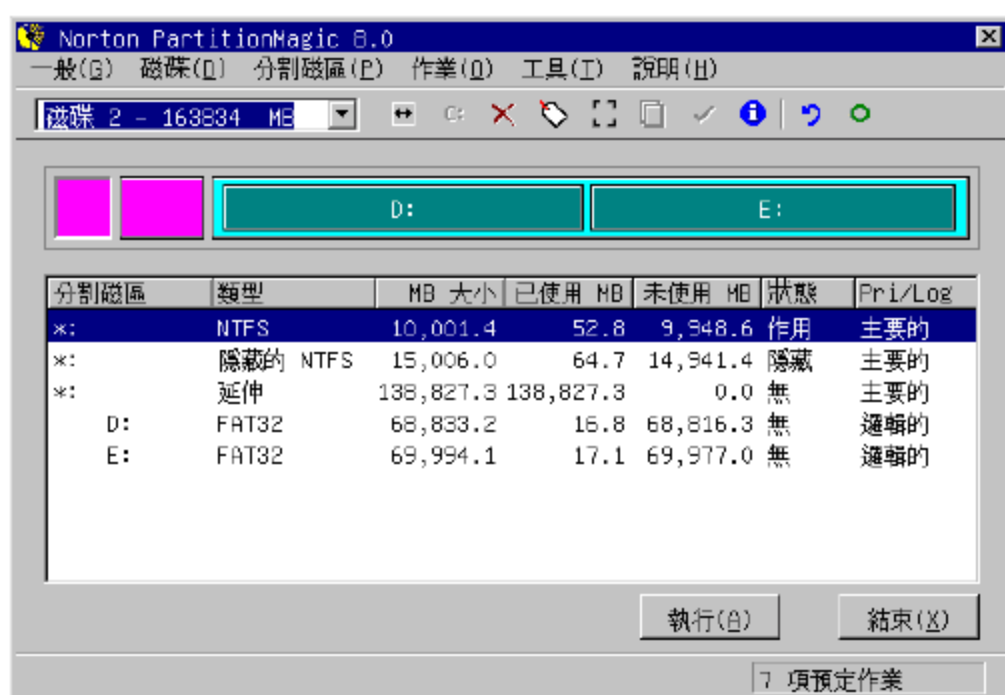 Norton PartitionMagic 8.0
一般(G) 磁碟(D) 分割磁區(P) 作業(O) 工具(T) 說明(H)
磁碟 2 - 163834 MB C:
D: E:
分割磁區 類型 MB 大小 已使用 MB 未使用 MB 狀態 Pri/Log
*: NTFS 10,001.4 52.8 9,948.6 作用 主要的
*: 隱藏的 NTFS 15,006.0 64.7 14,941.4 隱藏 主要的
*: 延伸 138,827.3 138,827.3 0.0 無 主要的
D: FAT32 68,833.2 16.8 68,816.3 無 邏輯的
E: FAT32 69,994.1 17.1 69,977.0 無 邏輯的
執行(A) 結束(X)
7 項預定作業